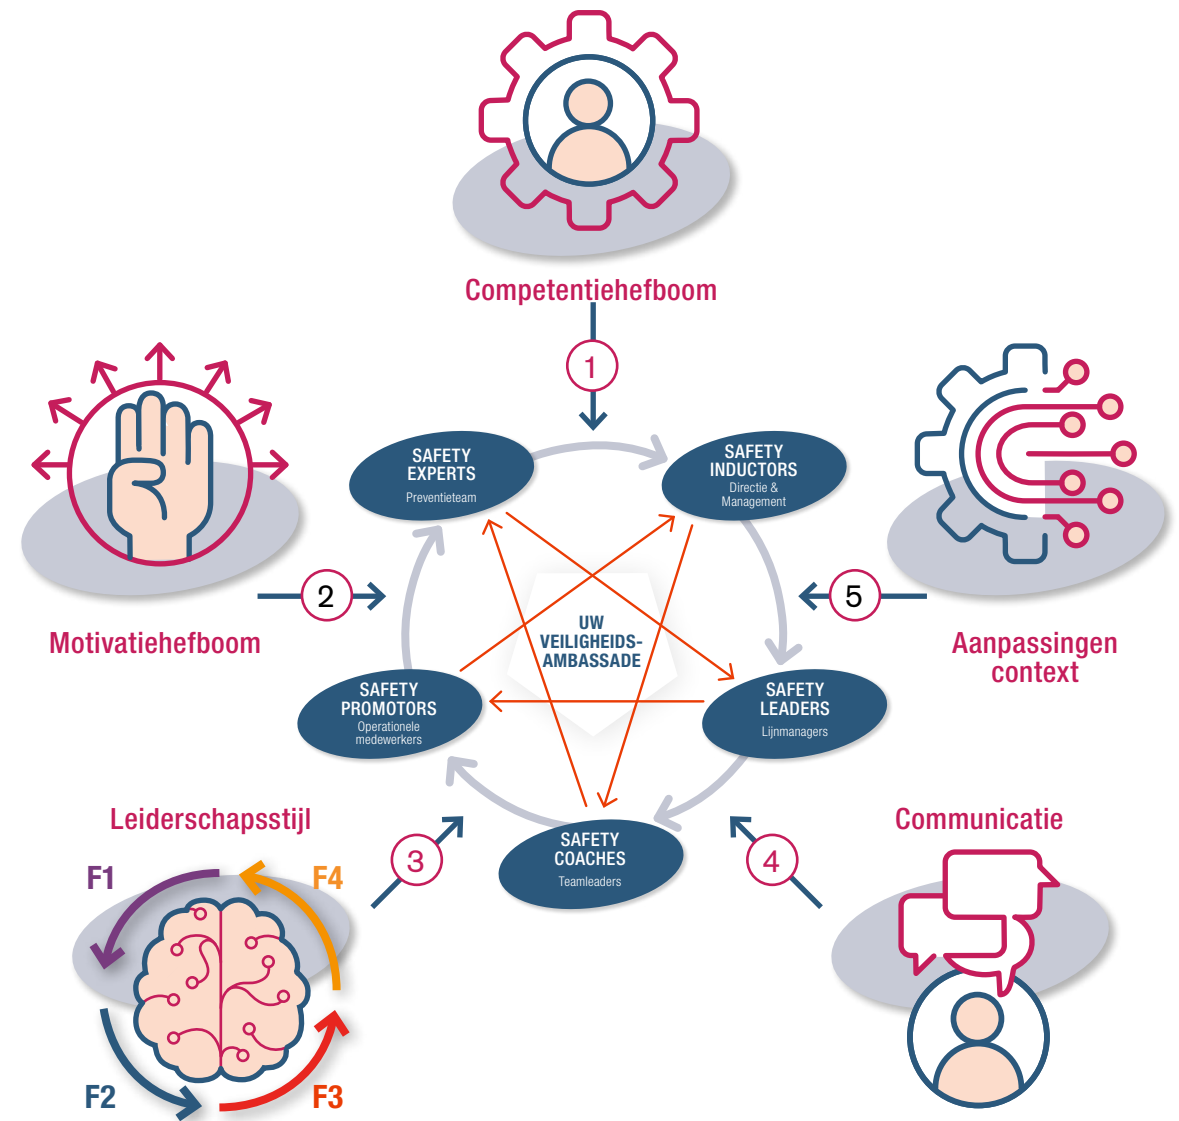 Competentiehefboom
1
SAFETY
EXPERTS
Preventieteam
SAFETY
INDUCTORS
Directie &
Management
2
Motivatiehefboom
UW
VEILIGHEIDS-
AMBASSADE
5
Aanpassingen
context
SAFETY
PROMOTORS
Operationele
medewerkers
SAFETY
LEADERS
Lijnmanagers
SAFETY
COACHES
Teamleaders
Leiderschapsstijl
3
F1
F4
F2
F3
4
Communicatie